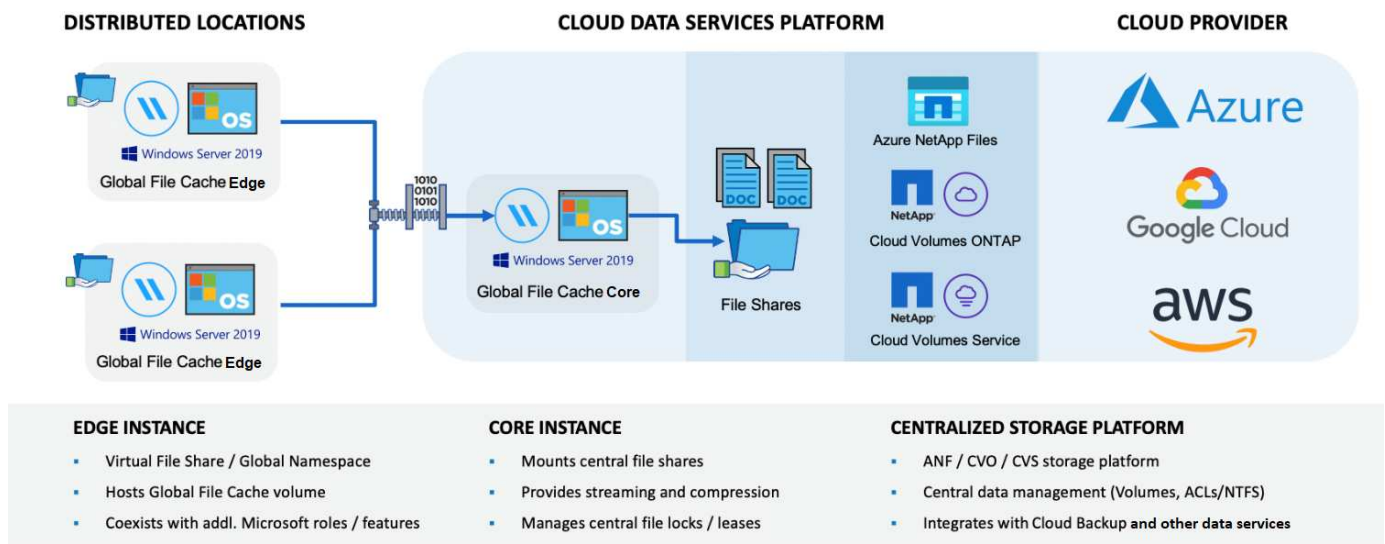 DISTRIBUTED LOCATIONS
CLOUD DATA SERVICES PLATFORM
CLOUD PROVIDER
OS
Windows Server 2019
Global File Cache Edge
OS
Windows Server 2019
Global File Cache Edge
1010
0101
1010
OS
Windows Server 2019
Global File Cache Core
DOC
DOC
File Shares
Azure NetApp Files
NetApp
Cloud Volumes ONTAP
NetApp
Cloud Volumes Service
Azure
Google Cloud
aws
EDGE INSTANCE
▪ Virtual File Share / Global Namespace
▪ Hosts Global File Cache volume
▪ Coexists with addl. Microsoft roles / features
CORE INSTANCE
▪ Mounts central file shares
▪ Provides streaming and compression
▪ Manages central file locks / leases
CENTRALIZED STORAGE PLATFORM
▪ ANF / CVO / CVS storage platform
▪ Central data management (Volumes, ACLs/NTFS)
▪ Integrates with Cloud Backup and other data services